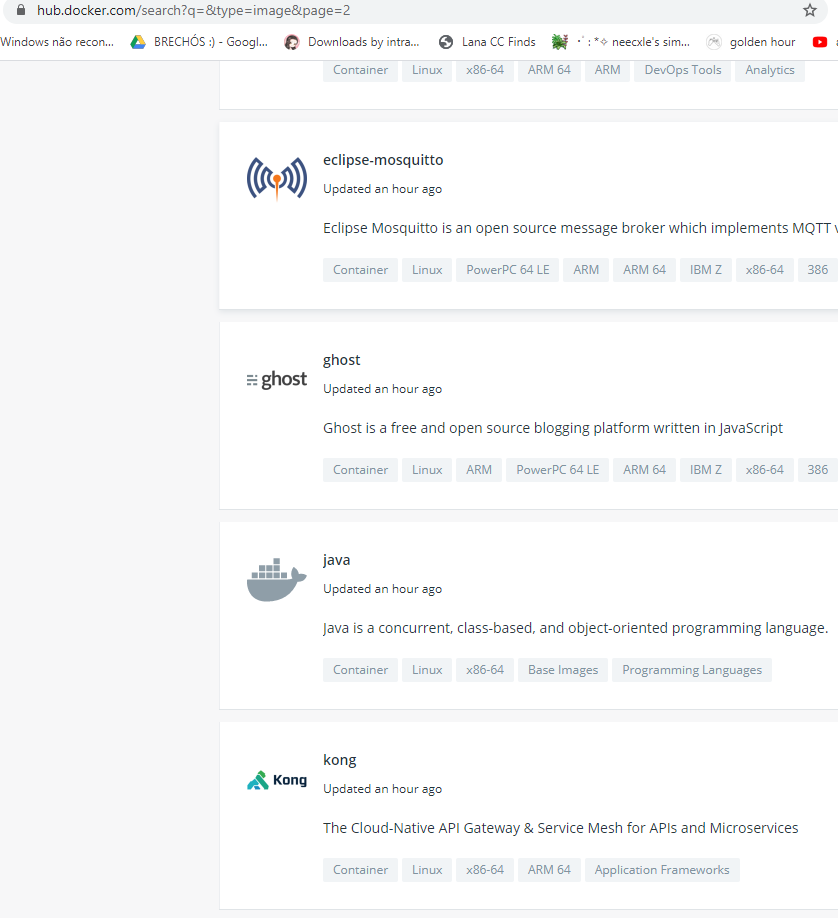 hub.docker.com/search?q=&type=image&page=2
Windows não recon... BRECHÓS :) - Googl... Downloads by intra... Lana CC Finds neecxle's sim... golden hour
Container Linux x86-64 ARM 64 ARM DevOps Tools Analytics
eclipse-mosquitto
Updated an hour ago
Eclipse Mosquitto is an open source message broker which implements MQTT
Container Linux PowerPC 64 LE ARM ARM 64 IBM Z x86-64 386
ghost
ghost
Updated an hour ago
Ghost is a free and open source blogging platform written in JavaScript
Container Linux ARM PowerPC 64 LE ARM 64 IBM Z x86-64 386
java
Updated an hour ago
Java is a concurrent, class-based, and object-oriented programming language.
Container Linux x86-64 Base Images Programming Languages
kong
Kong
Updated an hour ago
The Cloud-Native API Gateway & Service Mesh for APIs and Microservices
Container Linux x86-64 ARM 64 Application Frameworks